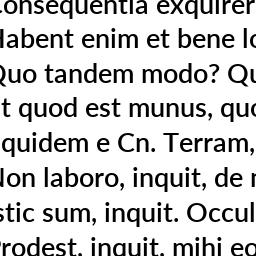 Consequentia exquirer
Habent enim et bene lo
Quo tandem modo? Qu
t quod est munus, quo
quidem e Cn. Terram,
Non laboro, inquit, de n
stic sum, inquit. Occul
Prodest, inquit, mihi eo